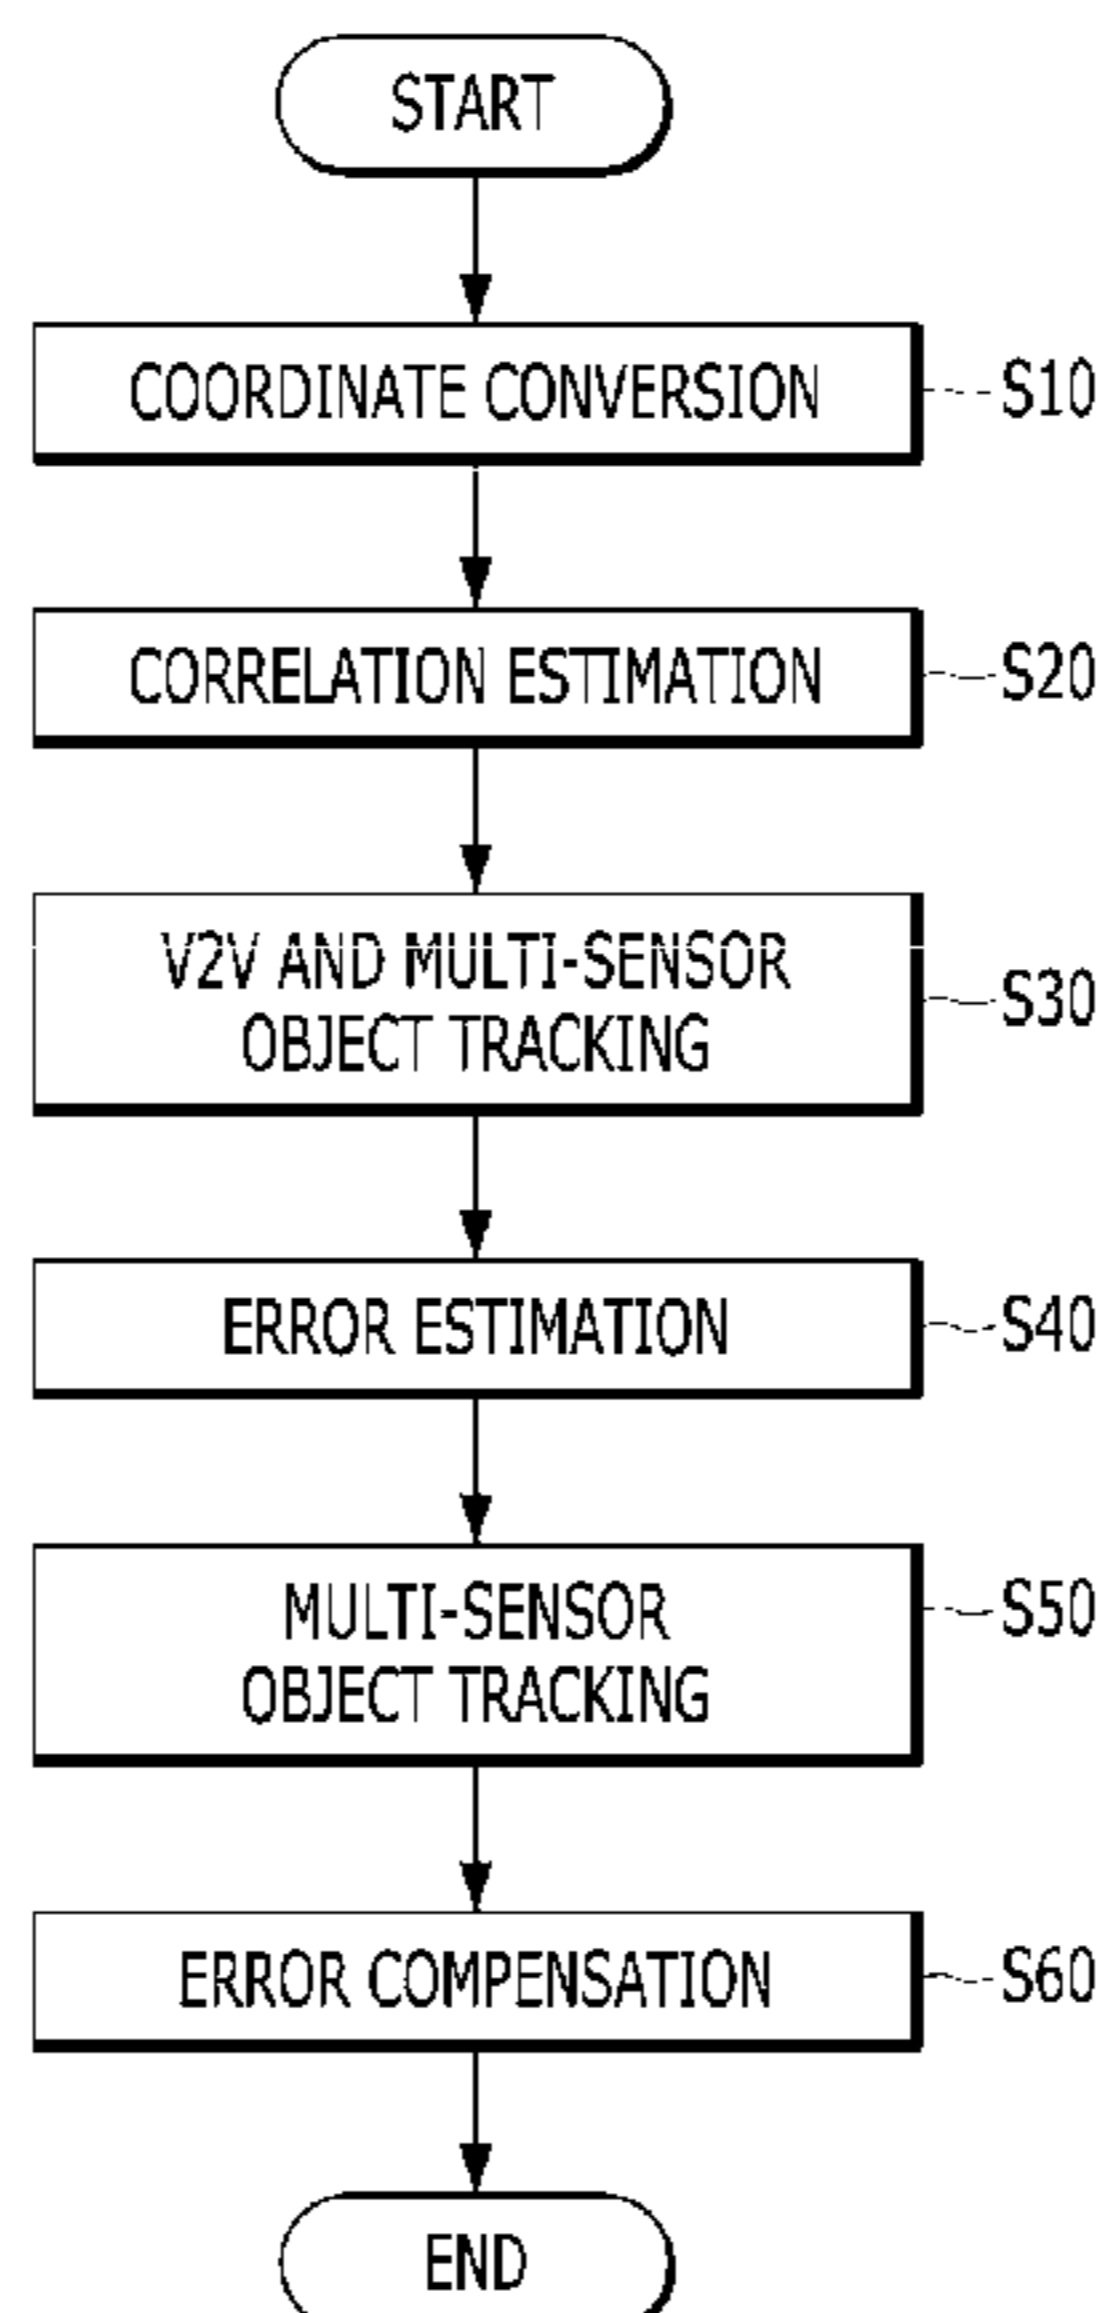 START
COORDINATE CONVERSION
S10
CORRELATION ESTIMATION
S20
V2V AND MULTI-SENSOR
OBJECT TRACKING
S30
ERROR ESTIMATION
S40
MULTI-SENSOR
OBJECT TRACKING
S50
ERROR COMPENSATION
S60
END